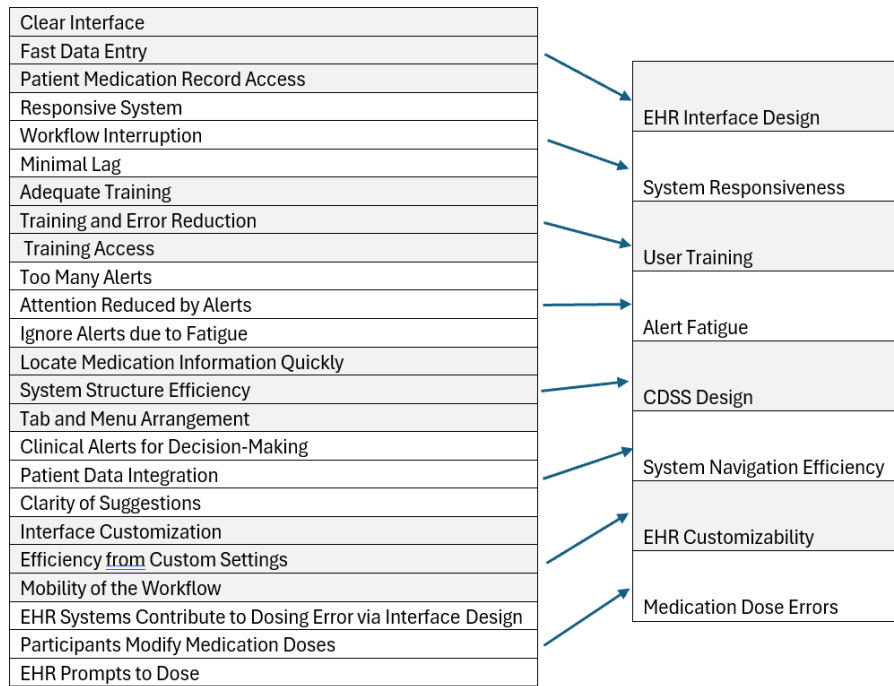 Clear Interface
Fast Data Entry
Patient Medication Record Access
Responsive System
Workflow Interruption
Minimal Lag
Adequate Training
Training and Error Reduction
Training Access
Too Many Alerts
Attention Reduced by Alerts
Ignore Alerts due to Fatigue
Locate Medication Information Quickly
System Structure Efficiency
Tab and Menu Arrangement
Clinical Alerts for Decision-Making
Patient Data Integration
Clarity of Suggestions
Interface Customization
Efficiency from Custom Settings
Mobility of the Workflow
EHR Systems Contribute to Dosing Error via Interface Design
Participants Modify Medication Doses
EHR Prompts to Dose
EHR Interface Design
System Responsiveness
User Training
Alert Fatigue
CDSS Design
System Navigation Efficiency
EHR Customizability
Medication Dose Errors